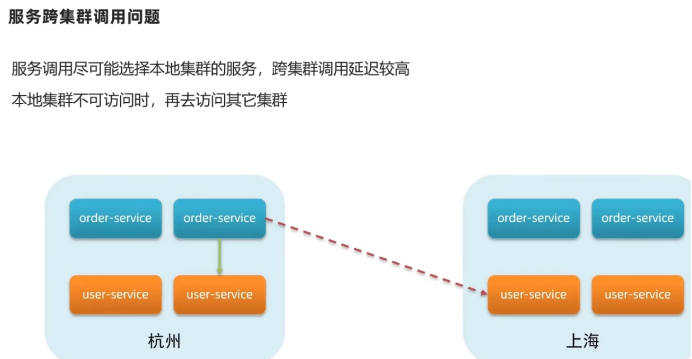 服务跨集群调用问题
服务调用尽可能选择本地集群的服务，跨集群调用延迟较高
本地集群不可访问时，再去访问其它集群
order-service order-service order-service order-service
user-service user-service user-service user-service
杭州 上海